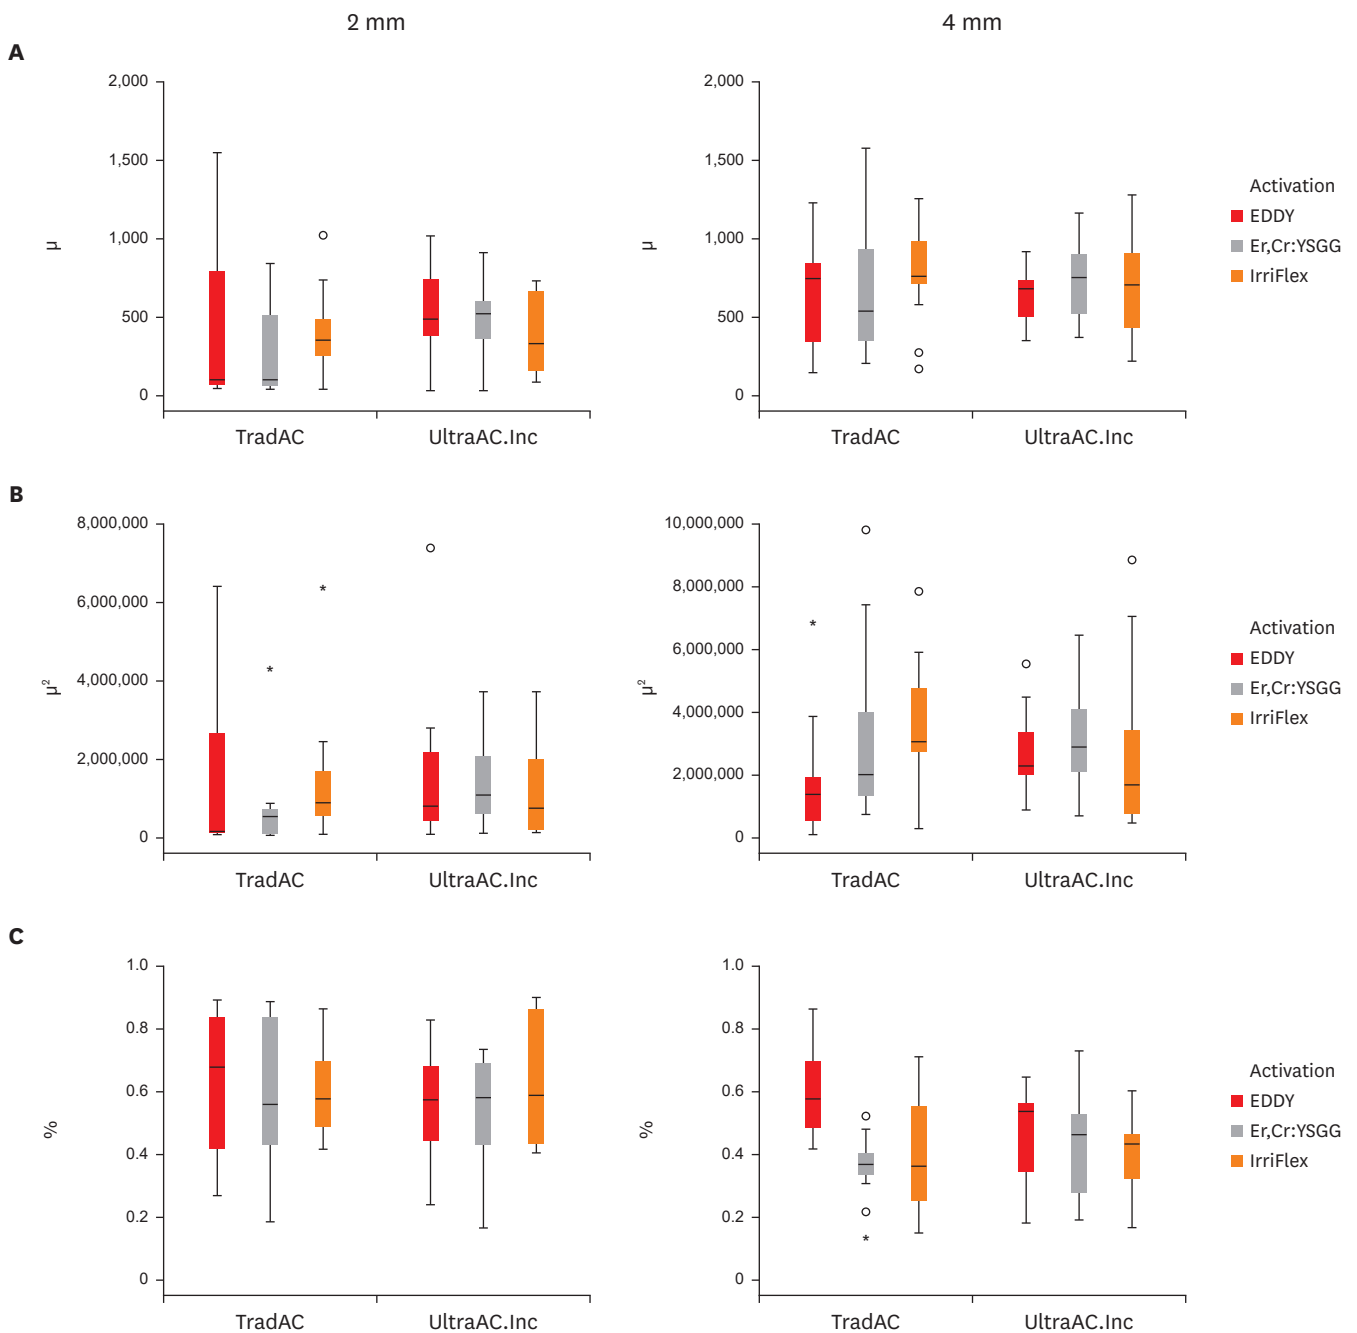 2 mm
4 mm
A
2,000
1,500
1,000
500
0
μ
TradAC
UltraAC.Inc
2,000
1,500
1,000
500
0
μ
TradAC
UltraAC.Inc
Activation
EDDY
Er,Cr:YSGG
IrriFlex
B
8,000,000
6,000,000
4,000,000
2,000,000
0
μ²
TradAC
UltraAC.Inc
10,000,000
8,000,000
6,000,000
4,000,000
2,000,000
0
μ²
TradAC
UltraAC.Inc
Activation
EDDY
Er,Cr:YSGG
IrriFlex
C
1.0
0.8
0.6
0.4
0.2
0
%
TradAC
UltraAC.Inc
1.0
0.8
0.6
0.4
0.2
0
%
TradAC
UltraAC.Inc
Activation
EDDY
Er,Cr:YSGG
IrriFlex